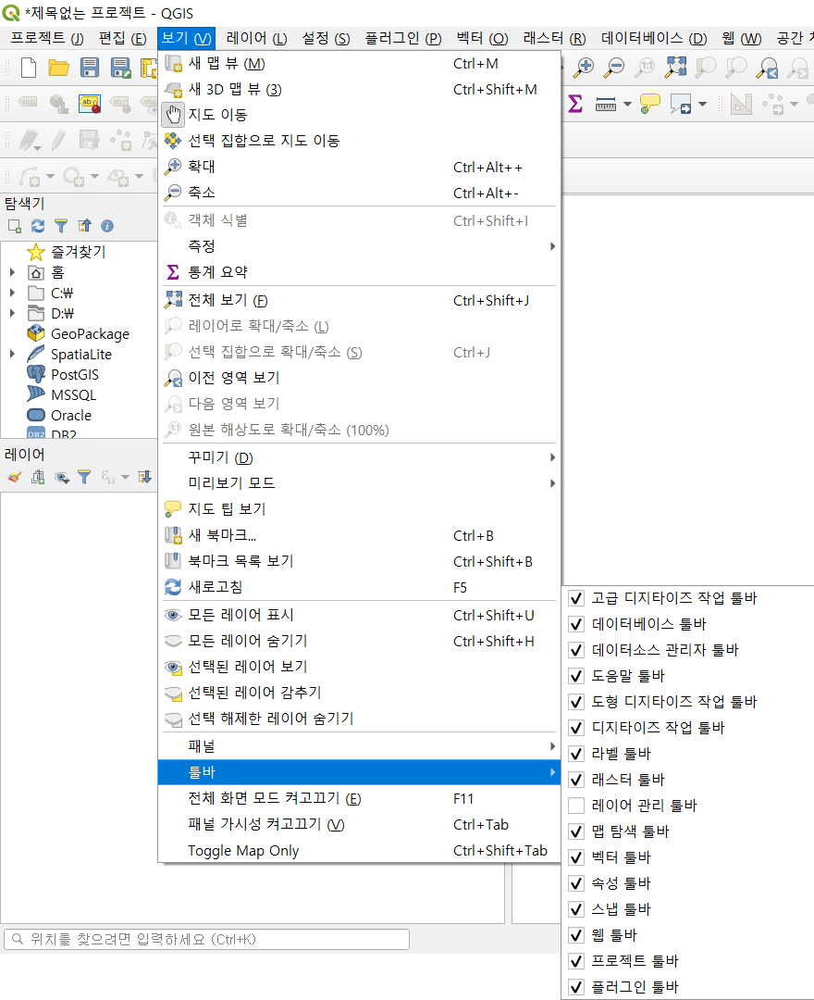 *제목없는 프로젝트 - QGIS
프로젝트 (J) 편집 (E) 보기 (V) 레이어 (L) 설정 (S) 플러그인 (P) 벡터 (O) 래스터 (R) 데이터베이스 (D) 웹 (W) 공간
새 맵 뷰 (M) Ctrl+M
새 3D 맵 뷰 (3) Ctrl+Shift+M
지도 이동
선택 집합으로 지도 이동
확대 Ctrl+Alt++
축소 Ctrl+Alt+-
객체 식별 Ctrl+Shift+I
측정
통계 요약
전체 보기 (F) Ctrl+Shift+J
레이어로 확대/축소 (L)
선택 집합으로 확대/축소 (S) Ctrl+J
이전 영역 보기
다음 영역 보기
원본 해상도로 확대/축소 (100%)
꾸미기 (D)
미리보기 모드
지도 팁 보기
새 북마크... Ctrl+B
북마크 목록 보기 Ctrl+Shift+B
새로고침 F5
모든 레이어 표시 Ctrl+Shift+U
모든 레이어 숨기기 Ctrl+Shift+H
선택된 레이어 보기
선택된 레이어 감추기
선택 해제한 레이어 숨기기
패널
툴바
전체 화면 모드 켜고끄기 (E) F11
패널 가시성 켜고끄기 (V) Ctrl+Tab
Toggle Map Only Ctrl+Shift+Tab
탐색기
즐겨찾기
홈
C:₩
D:₩
GeoPackage
SpatiaLite
PostGIS
MSSQL
Oracle
DB2
레이어
고급 디지타이즈 작업 툴바
데이터베이스 툴바
데이터소스 관리자 툴바
도움말 툴바
도형 디지타이즈 작업 툴바
디지타이즈 작업 툴바
라벨 툴바
래스터 툴바
레이어 관리 툴바
맵 탐색 툴바
벡터 툴바
속성 툴바
스냅 툴바
웹 툴바
프로젝트 툴바
플러그인 툴바
위치를 찾으려면 입력하세요 (Ctrl+K)